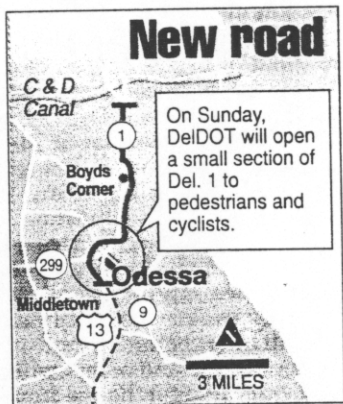 New road
C & D
Canal
1
On Sunday,
DelDOT will open
a small section of
Del. 1 to
pedestrians and
cyclists.
Boyds
Corner
299
Odessa
Middletown
9
13
3 MILES